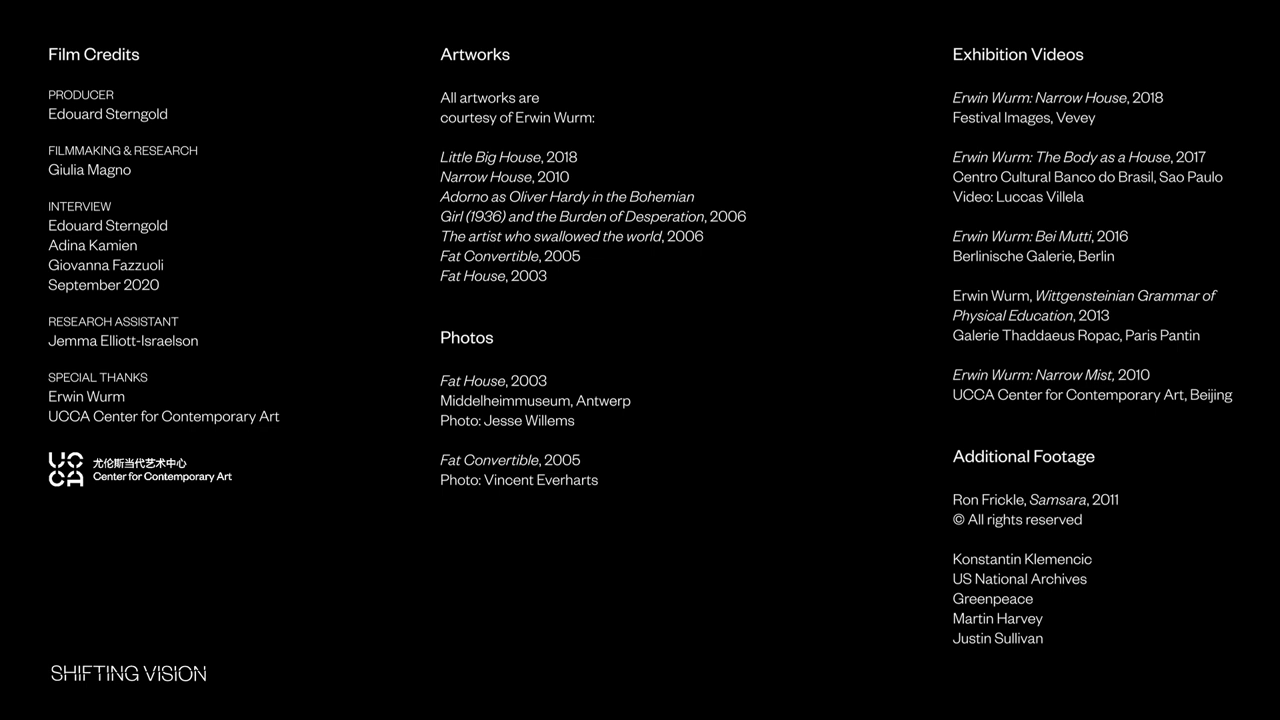 Film Credits
PRODUCER
Edouard Sterngold
FILMMAKING & RESEARCH
Giulia Magno
INTERVIEW
Edouard Sterngold
Adina Kamien
Giovanna Fazzuoli
September 2020
RESEARCH ASSISTANT
Jemma Elliott-Israelson
SPECIAL THANKS
Erwin Wurm
UCCA Center for Contemporary Art
UCCA
尤伦斯当代艺术中心
Center for Contemporary Art
SHIFTING VISION
Artworks
All artworks are
courtesy of Erwin Wurm:
Little Big House, 2018
Narrow House, 2010
Adorno as Oliver Hardy in the Bohemian
Girl (1936) and the Burden of Desperation, 2006
The artist who swallowed the world, 2006
Fat Convertible, 2005
Fat House, 2003
Photos
Fat House, 2003
Middelheimmuseum, Antwerp
Photo: Jesse Willems
Fat Convertible, 2005
Photo: Vincent Everharts
Exhibition Videos
Erwin Wurm: Narrow House, 2018
Festival Images, Vevey
Erwin Wurm: The Body as a House, 2017
Centro Cultural Banco do Brasil, Sao Paulo
Video: Luccas Villela
Erwin Wurm: Bei Mutti, 2016
Berlinische Galerie, Berlin
Erwin Wurm, Wittgensteinian Grammar of
Physical Education, 2013
Galerie Thaddaeus Ropac, Paris Pantin
Erwin Wurm: Narrow Mist, 2010
UCCA Center for Contemporary Art, Beijing
Additional Footage
Ron Frickle, Samsara, 2011
© All rights reserved
Konstantin Klemencic
US National Archives
Greenpeace
Martin Harvey
Justin Sullivan